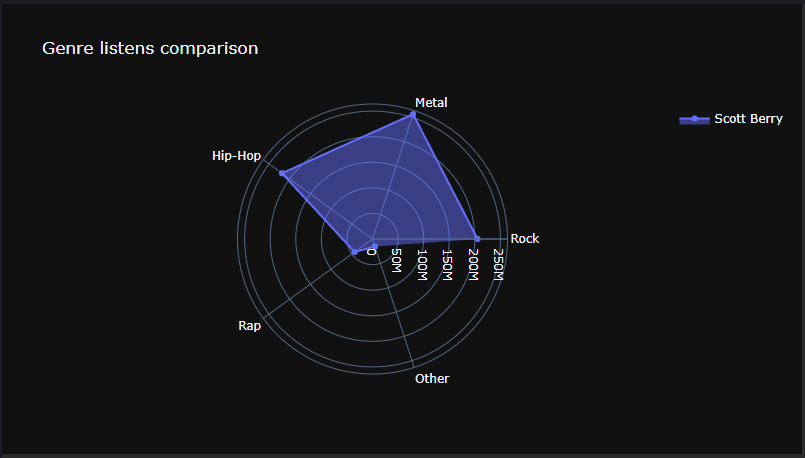 Genre listens comparison
Metal
Scott Berry
Hip-Hop
Rock
0
50M
100M
150M
200M
250M
Rap
Other